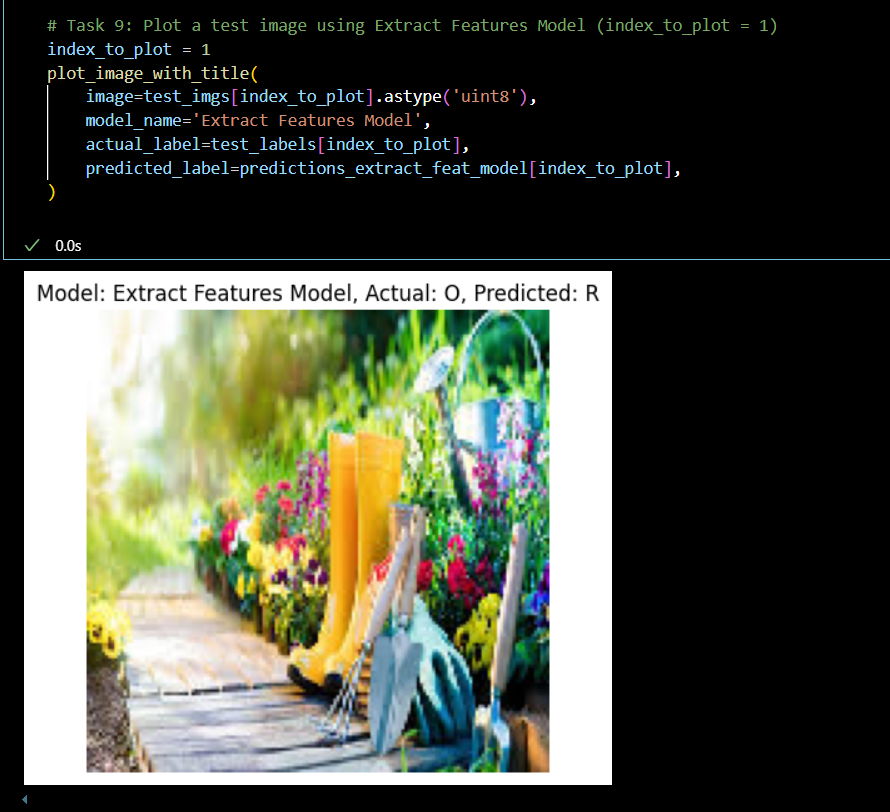 # Task 9: Plot a test image using Extract Features Model (index_to_plot = 1)
index_to_plot = 1
plot_image_with_title(
    image=test_imgs[index_to_plot].astype('uint8'),
    model_name='Extract Features Model',
    actual_label=test_labels[index_to_plot],
    predicted_label=predictions_extract_feat_model[index_to_plot],
)
0.0s
Model: Extract Features Model, Actual: O, Predicted: R